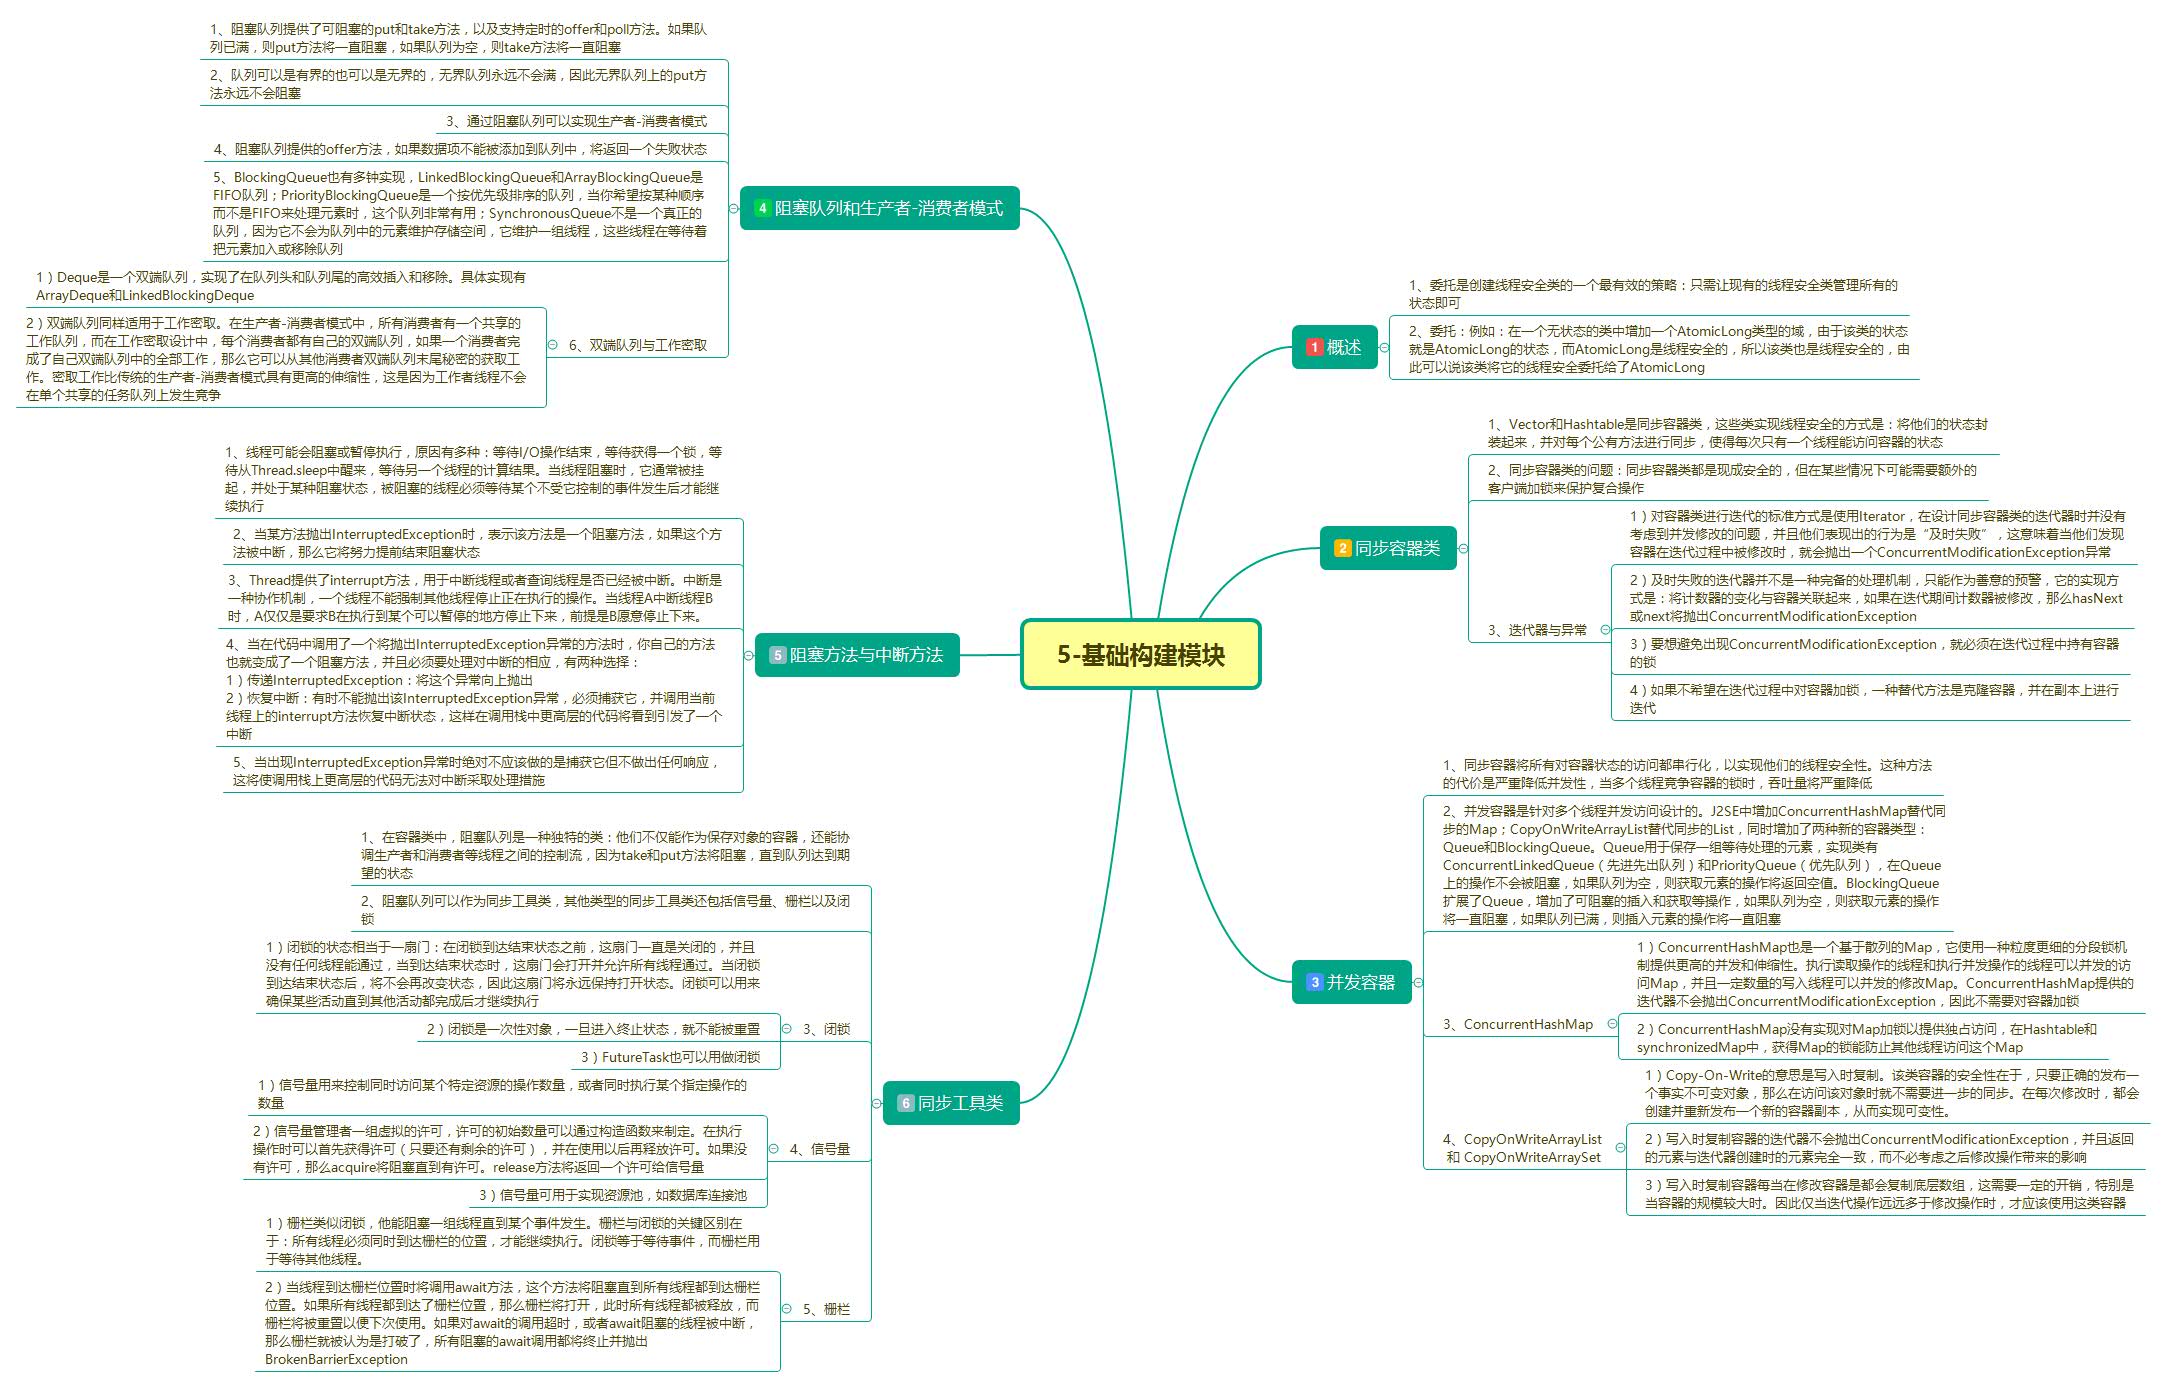 5-基础构建模块
1 概述
1、委托是创建线程安全类的一个最有效的策略：只需让现有的线程安全类管理所有的
状态即可
2、委托：例如：在一个无状态的类中增加一个AtomicLong类型的域，由于该类的状态
就是AtomicLong的状态，而AtomicLong是线程安全的，所以该类也是线程安全的，由
此可以说该类将它的线程安全委托给了AtomicLong
2 同步容器类
1、Vector和Hashtable是同步容器类，这些类实现线程安全的方式是：将他们的状态封
装起来，并对每个公有方法进行同步，使得每次只有一个线程能访问容器的状态
2、同步容器类的问题：同步容器类都是现成安全的，但在某些情况下可能需要额外的
客户端加锁来保护复合操作
3、迭代器与异常
1）对容器类进行迭代的标准方式是使用Iterator，在设计同步容器类的迭代器时并没有
考虑到并发修改的问题，并且他们表现出的行为是“及时失败”，这意味着当他们发现
容器在迭代过程中被修改时，就会抛出一个ConcurrentModificationException异常
2）及时失败的迭代器并不是一种完备的处理机制，只能作为善意的预警，它的实现方
式是：将计数器的变化与容器关联起来，如果在迭代期间计数器被修改，那么hasNext
或next将抛出ConcurrentModificationException
3）要想避免出现ConcurrentModificationException，就必须在迭代过程中持有容器
的锁
4）如果不希望在迭代过程中对容器加锁，一种替代方法是克隆容器，并在副本上进行
迭代
3 并发容器
1、同步容器将所有对容器状态的访问都串行化，以实现他们的线程安全性。这种方法
的代价是严重降低并发性，当多个线程竞争容器的锁时，吞吐量将严重降低
2、并发容器是针对多个线程并发访问设计的。J2SE中增加ConcurrentHashMap替代同
步的Map；CopyOnWriteArrayList替代同步的List，同时增加了两种新的容器类型：
Queue和BlockingQueue。Queue用于保存一组等待处理的元素，实现类有
ConcurrentLinkedQueue（先进先出队列）和PriorityQueue（优先队列），在Queue
上的操作不会被阻塞，如果队列为空，则获取元素的操作将返回空值。BlockingQueue
扩展了Queue，增加了可阻塞的插入和获取等操作，如果队列为空，则获取元素的操作
将一直阻塞，如果队列已满，则插入元素的操作将一直阻塞
3、ConcurrentHashMap
1）ConcurrentHashMap也是一个基于散列的Map，它使用一种粒度更细的分段锁机
制提供更高的并发和伸缩性。执行读取操作的线程和执行并发操作的线程可以并发的访
问Map，并且一定数量的写入线程可以并发的修改Map。ConcurrentHashMap提供的
迭代器不会抛出ConcurrentModificationException，因此不需要对容器加锁
2）ConcurrentHashMap没有实现对Map加锁以提供独占访问，在Hashtable和
synchronizedMap中，获得Map的锁能防止其他线程访问这个Map
4、CopyOnWriteArrayList
和 CopyOnWriteArraySet
1）Copy-On-Write的意思是写入时复制。该类容器的安全性在于，只要正确的发布一
个事实不可变对象，那么在访问该对象时就不需要进一步的同步。在每次修改时，都会
创建并重新发布一个新的容器副本，从而实现可变性。
2）写入时复制容器的迭代器不会抛出ConcurrentModificationException，并且返回
的元素与迭代器创建时的元素完全一致，而不必考虑之后修改操作带来的影响
3）写入时复制容器每当在修改容器是都会复制底层数组，这需要一定的开销，特别是
当容器的规模较大时。因此仅当迭代操作远远多于修改操作时，才应该使用这类容器
4 阻塞队列和生产者-消费者模式
1、阻塞队列提供了可阻塞的put和take方法，以及支持定时的offer和poll方法。如果队
列已满，则put方法将一直阻塞，如果队列为空，则take方法将一直阻塞
2、队列可以是有界的也可以是无界的，无界队列永远不会满，因此无界队列上的put方
法永远不会阻塞
3、通过阻塞队列可以实现生产者-消费者模式
4、阻塞队列提供的offer方法，如果数据项不能被添加到队列中，将返回一个失败状态
5、BlockingQueue也有多钟实现，LinkedBlockingQueue和ArrayBlockingQueue是
FIFO队列；PriorityBlockingQueue是一个按优先级排序的队列，当你希望按某种顺序
而不是FIFO来处理元素时，这个队列非常有用；SynchronousQueue不是一个真正的
队列，因为它不会为队列中的元素维护存储空间，它维护一组线程，这些线程在等待着
把元素加入或移除队列
6、双端队列与工作密取
1）Deque是一个双端队列，实现了在队列头和队列尾的高效插入和移除。具体实现有
ArrayDeque和LinkedBlockingDeque
2）双端队列同样适用于工作密取。在生产者-消费者模式中，所有消费者有一个共享的
工作队列，而在工作密取设计中，每个消费者都有自己的双端队列，如果一个消费者完
成了自己双端队列中的全部工作，那么它可以从其他消费者双端队列末尾秘密的获取工
作。密取工作比传统的生产者-消费者模式具有更高的伸缩性，这是因为工作者线程不会
在单个共享的任务队列上发生竞争
5 阻塞方法与中断方法
1、线程可能会阻塞或暂停执行，原因有多种：等待I/O操作结束，等待获得一个锁，等
待从Thread.sleep中醒来，等待另一个线程的计算结果。当线程阻塞时，它通常被挂
起，并处于某种阻塞状态，被阻塞的线程必须等待某个不受它控制的事件发生后才能继
续执行
2、当某方法抛出InterruptedException时，表示该方法是一个阻塞方法，如果这个方
法被中断，那么它将努力提前结束阻塞状态
3、Thread提供了interrupt方法，用于中断线程或者查询线程是否已经被中断。中断是
一种协作机制，一个线程不能强制其他线程停止正在执行的操作。当线程A中断线程B
时，A仅仅是要求B在执行到某个可以暂停的地方停止下来，前提是B愿意停止下来。
4、当在代码中调用了一个将抛出InterruptedException异常的方法时，你自己的方法
也就变成了一个阻塞方法，并且必须要处理对中断的相应，有两种选择：
1）传递InterruptedException：将这个异常向上抛出
2）恢复中断：有时不能抛出该InterruptedException异常，必须捕获它，并调用当前
线程上的interrupt方法恢复中断状态，这样在调用栈中更高层的代码将看到引发了一个
中断
5、当出现InterruptedException异常时绝对不应该做的是捕获它但不做出任何响应，
这将使调用栈上更高层的代码无法对中断采取处理措施
6 同步工具类
1、在容器类中，阻塞队列是一种独特的类：他们不仅能作为保存对象的容器，还能协
调生产者和消费者等线程之间的控制流，因为take和put方法将阻塞，直到队列达到期
望的状态
2、阻塞队列可以作为同步工具类，其他类型的同步工具类还包括信号量、栅栏以及闭
锁
3、闭锁
1）闭锁的状态相当于一扇门：在闭锁到达结束状态之前，这扇门一直是关闭的，并且
没有任何线程能通过，当到达结束状态时，这扇门会打开并允许所有线程通过。当闭锁
到达结束状态后，将不会再改变状态，因此这扇门将永远保持打开状态。闭锁可以用来
确保某些活动直到其他活动都完成后才继续执行
2）闭锁是一次性对象，一旦进入终止状态，就不能被重置
3）FutureTask也可以用做闭锁
4、信号量
1）信号量用来控制同时访问某个特定资源的操作数量，或者同时执行某个指定操作的
数量
2）信号量管理者一组虚拟的许可，许可的初始数量可以通过构造函数来制定。在执行
操作时可以首先获得许可（只要还有剩余的许可），并在使用以后再释放许可。如果没
有许可，那么acquire将阻塞直到有许可。release方法将返回一个许可给信号量
3）信号量可用于实现资源池，如数据库连接池
5、栅栏
1）栅栏类似闭锁，他能阻塞一组线程直到某个事件发生。栅栏与闭锁的关键区别在
于：所有线程必须同时到达栅栏的位置，才能继续执行。闭锁等于等待事件，而栅栏用
于等待其他线程。
2）当线程到达栅栏位置时将调用await方法，这个方法将阻塞直到所有线程都到达栅栏
位置。如果所有线程都到达了栅栏位置，那么栅栏将打开，此时所有线程都被释放，而
栅栏将被重置以便下次使用。如果对await的调用超时，或者await阻塞的线程被中断，
那么栅栏就被认为是打破了，所有阻塞的await调用都将终止并抛出
BrokenBarrierException